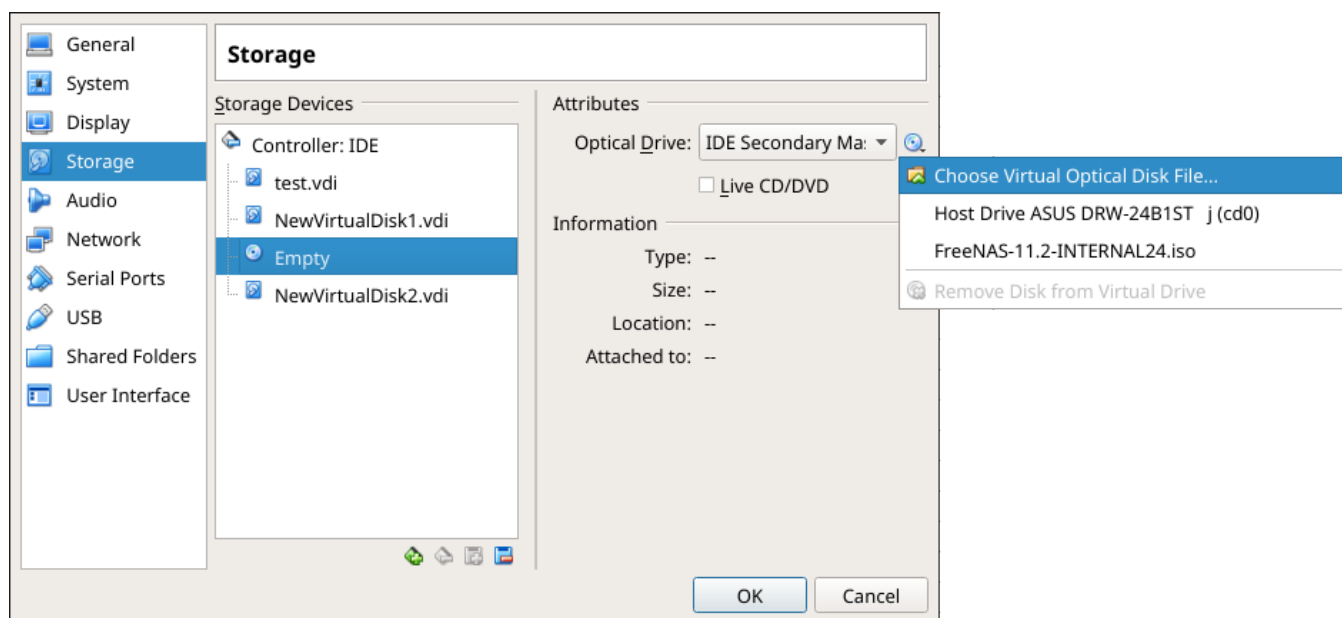 General
System
Display
Storage
Audio
Network
Serial Ports
USB
Shared Folders
User Interface
Storage
Storage Devices
Controller: IDE
test.vdi
NewVirtualDisk1.vdi
Empty
NewVirtualDisk2.vdi
Attributes
Optical Drive: IDE Secondary Ma:
Live CD/DVD
Information
Type: --
Size: --
Location: --
Attached to: --
Choose Virtual Optical Disk File...
Host Drive ASUS DRW-24B1ST j (cd0)
FreeNAS-11.2-INTERNAL24.iso
Remove Disk from Virtual Drive
OK
Cancel